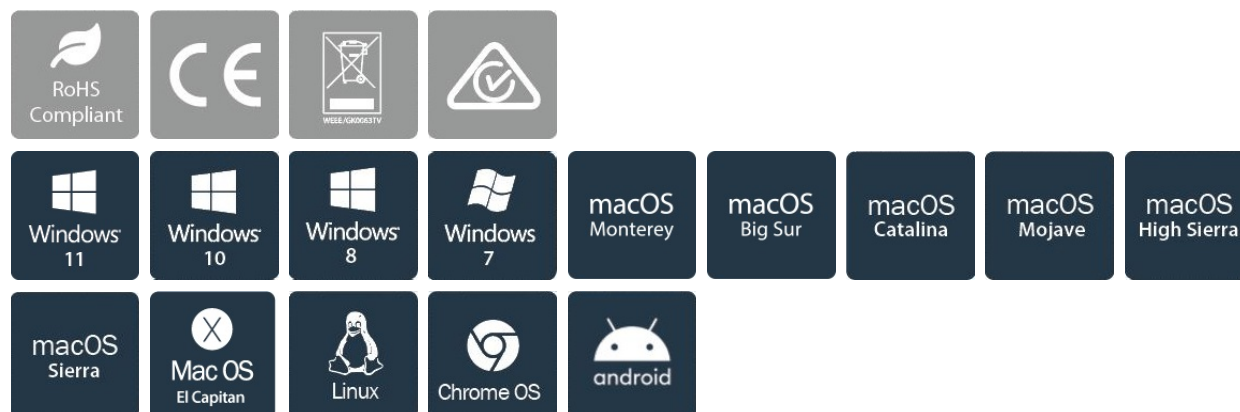 RoHS
Compliant
CE
WEEE/GK0063TV
Windows
11
Windows
10
Windows
8
Windows
7
macOS
Monterey
macOS
Big Sur
macOS
Catalina
macOS
Mojave
macOS
High Sierra
macOS
Sierra
X
Mac OS
El Capitan
Linux
Chrome OS
android